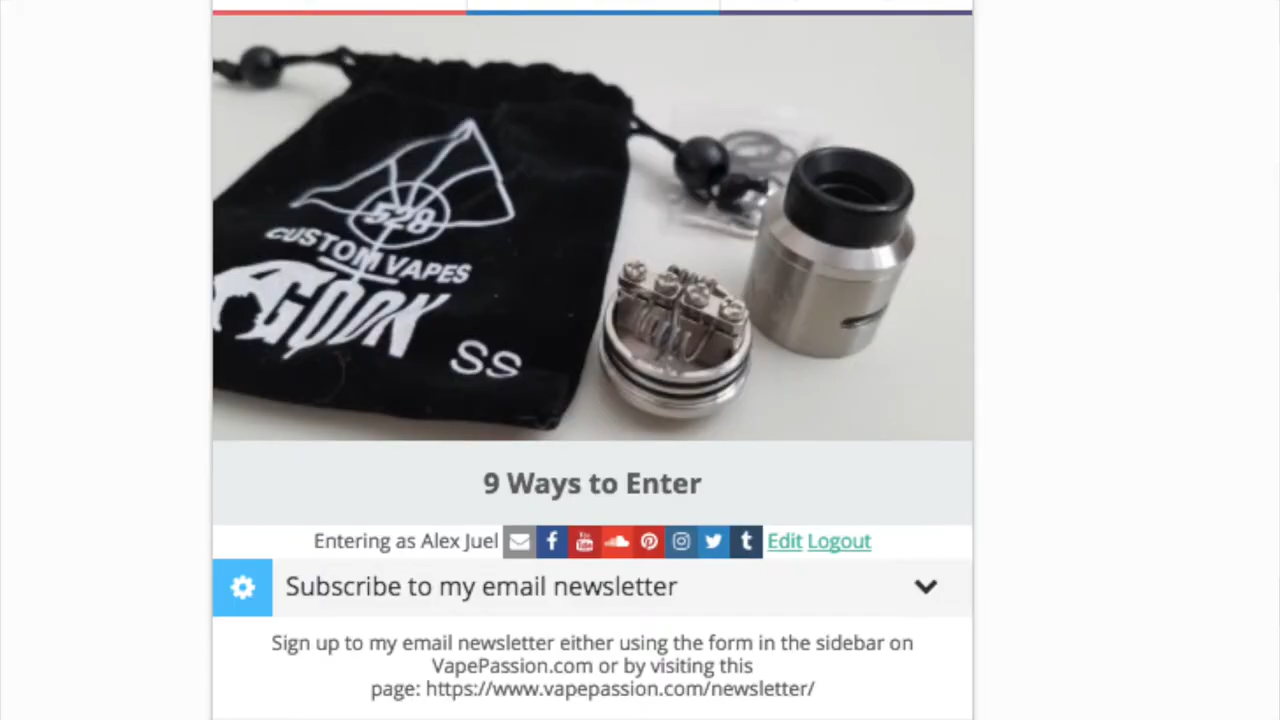 528
CUSTOM VAPES
GOON
SS
9 Ways to Enter
Entering as Alex Juel Edit Logout
Subscribe to my email newsletter
Sign up to my email newsletter either using the form in the sidebar on
VapePassion.com or by visiting this
page: https://www.vapepassion.com/newsletter/